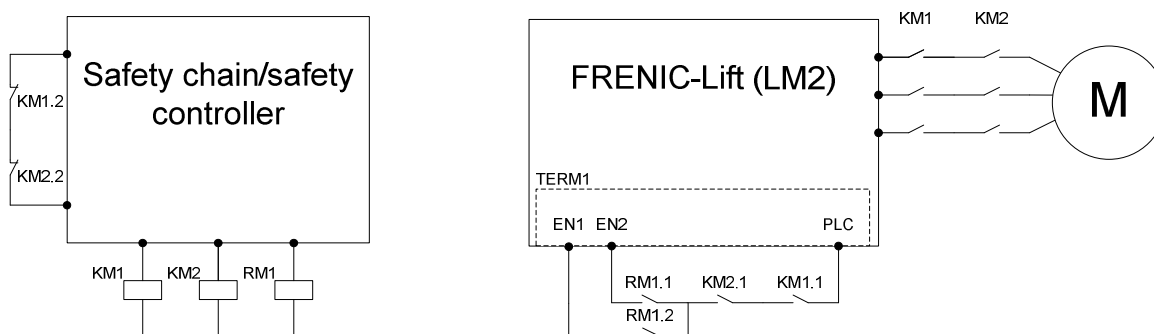 KM1 KM2
Safety chain/safety
controller
FRENIC-Lift (LM2)
M
KM1.2
KM2.2
TERM1
EN1 EN2 PLC
KM1 KM2 RM1
RM1.1 KM2.1 KM1.1
RM1.2